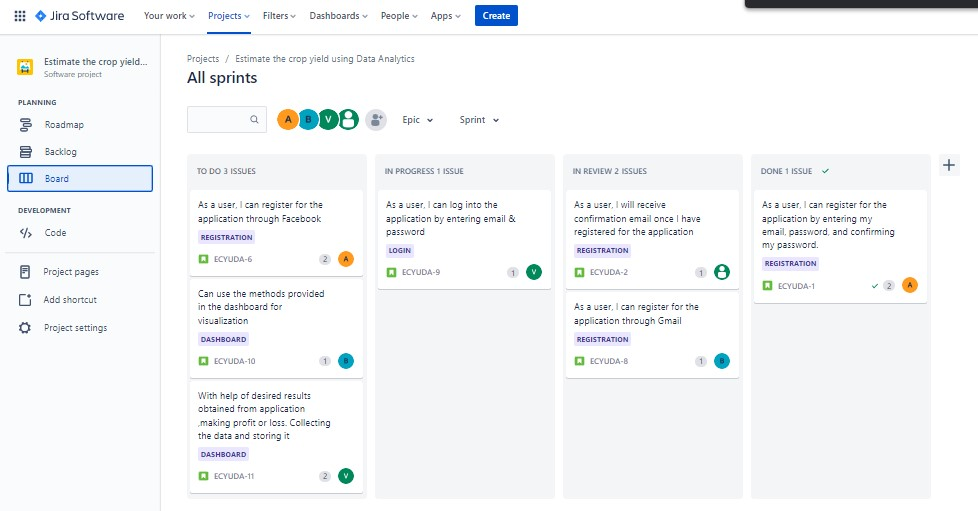 Jira Software Your work Projects Filters Dashboards People Apps Create
Estimate the crop yield...
Software project
PLANNING
Roadmap
Backlog
Board
DEVELOPMENT
Code
Project pages
Add shortcut
Project settings
Projects / Estimate the crop yield using Data Analytics
All sprints
A B V Epic Sprint
TO DO 3 ISSUES
As a user, I can register for the
application through Facebook
REGISTRATION
ECYUDA-6 2 A
Can use the methods provided
in the dashboard for
visualization
DASHBOARD
ECYUDA-10 1 B
With help of desired results
obtained from application
,making profit or loss. Collecting
the data and storing it
DASHBOARD
ECYUDA-11 2 V
IN PROGRESS 1 ISSUE
As a user, I can log into the
application by entering email &
password
LOGIN
ECYUDA-9 1 V
IN REVIEW 2 ISSUES
As a user, I will receive
confirmation email once I have
registered for the application
REGISTRATION
ECYUDA-2 1
As a user, I can register for the
application through Gmail
REGISTRATION
ECYUDA-8 1 B
DONE 1 ISSUE
As a user, I can register for the
application by entering my
email, password, and confirming
my password.
REGISTRATION
ECYUDA-1 2 A